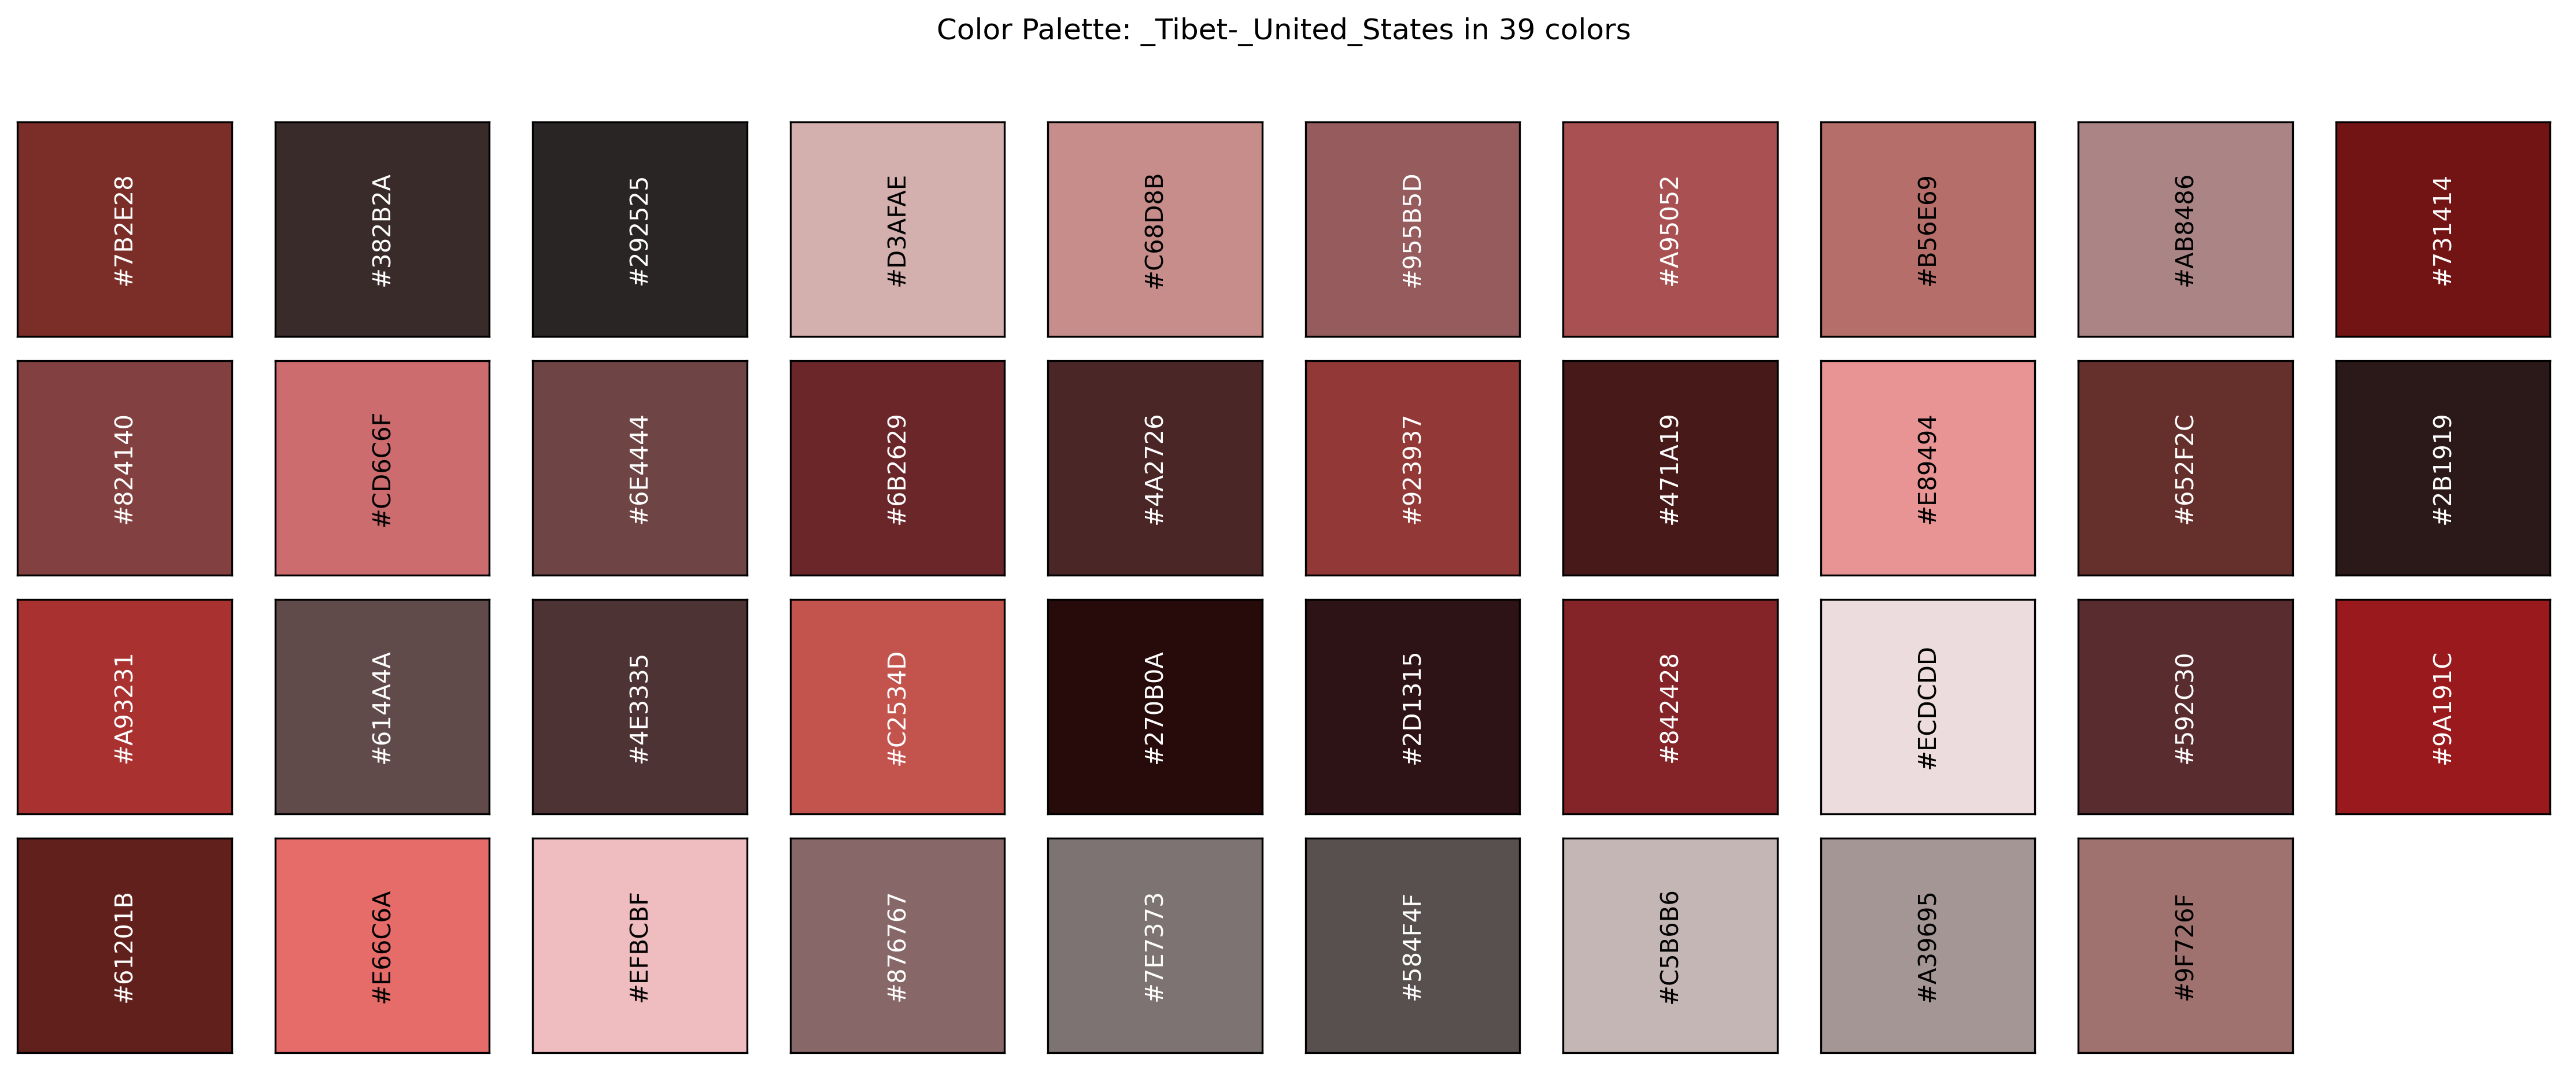 Color Palette: _Tibet-_United_States in 39 colors
#7B2E28
#382B2A
#292525
#D3AFAE
#C68D8B
#955B5D
#A95052
#B56E69
#AB8486
#731414
#824140
#CD6C6F
#6E4444
#6B2629
#4A2726
#923937
#471A19
#E89494
#652F2C
#2B1919
#A93231
#614A4A
#4E3335
#C2534D
#270B0A
#2D1315
#842428
#ECDCDD
#592C30
#9A191C
#61201B
#E66C6A
#EFBCBF
#876767
#7E7373
#584F4F
#C5B6B6
#A39695
#9F726F